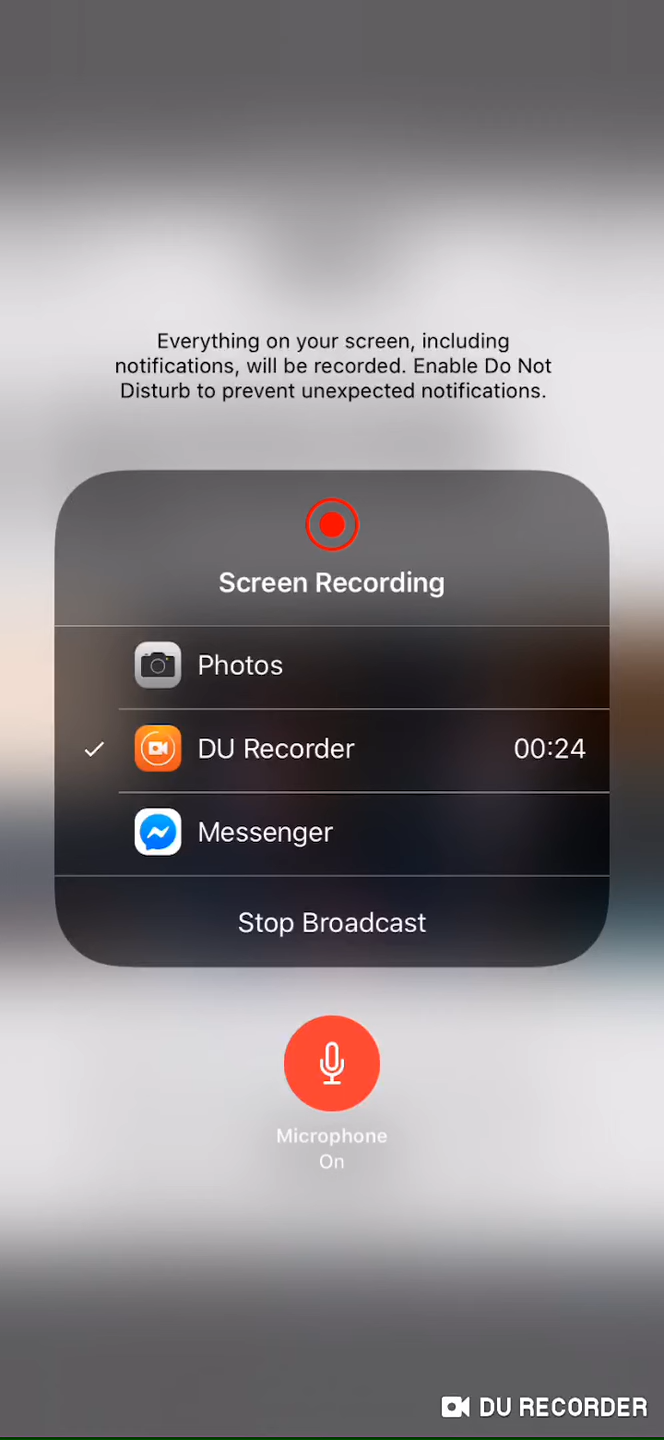 Everything on your screen, including
notifications, will be recorded. Enable Do Not
Disturb to prevent unexpected notifications.
Screen Recording
Photos
DU Recorder 00:24
Messenger
Stop Broadcast
Microphone
On
DU RECORDER